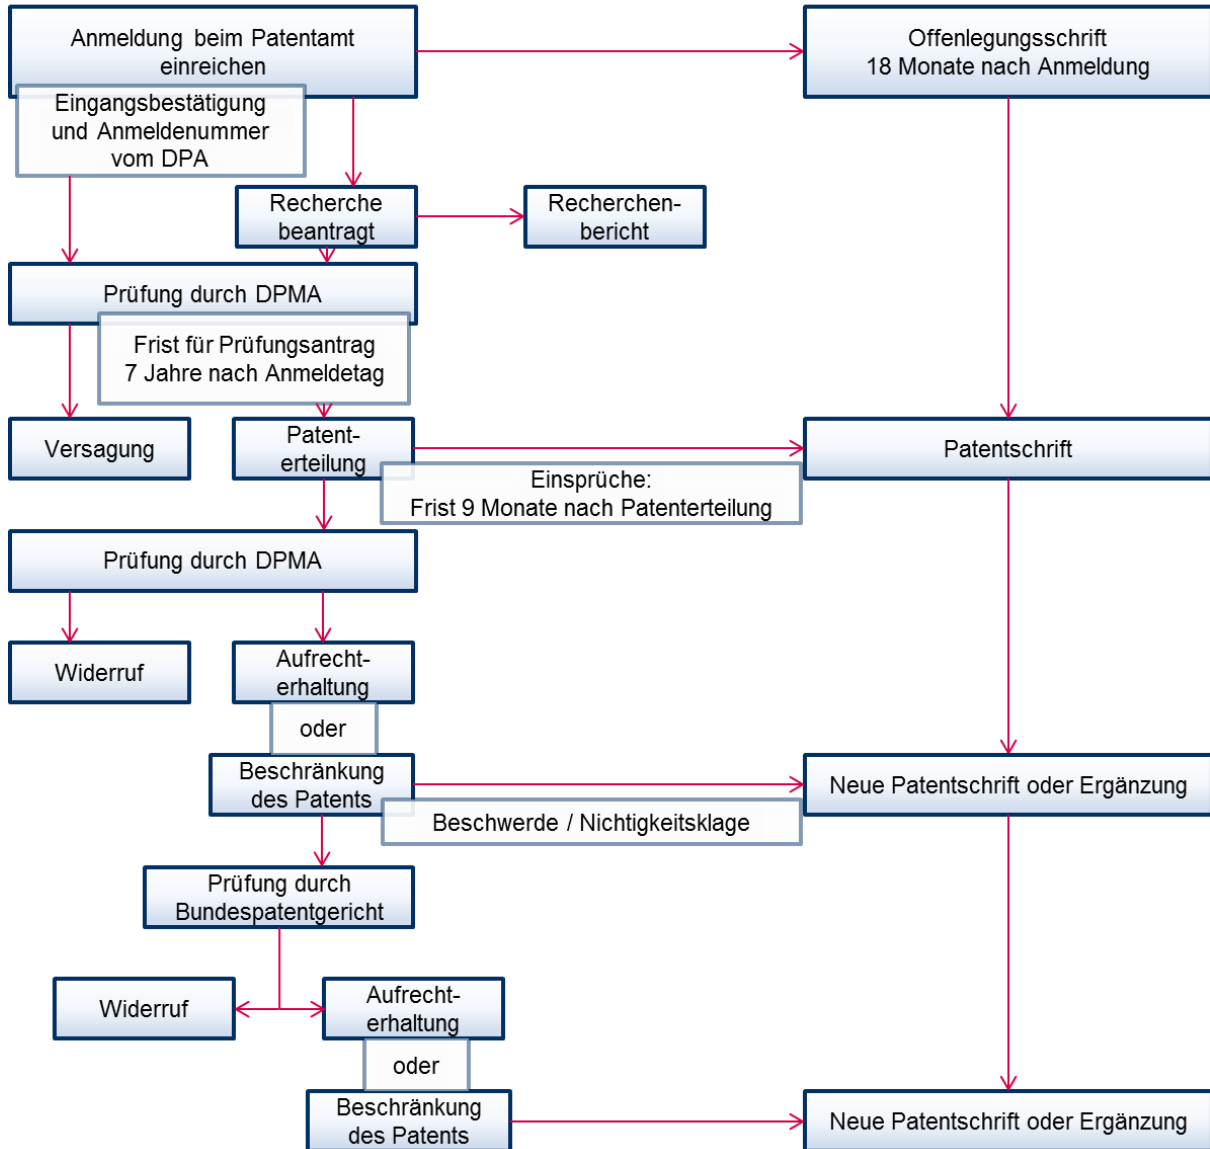 Anmeldung beim Patentamt
einreichen
Offenlegungsschrift
18 Monate nach Anmeldung
Eingangsbestätigung
und Anmeldenummer
vom DPA
Recherche
beantragt
Recherchen-
bericht
Prüfung durch DPMA
Frist für Prüfungsantrag
7 Jahre nach Anmeldetag
Versagung
Patent-
erteilung
Patentschrift
Einsprüche:
Frist 9 Monate nach Patenterteilung
Prüfung durch DPMA
Widerruf
Aufrecht-
erhaltung
oder
Beschränkung
des Patents
Neue Patentschrift oder Ergänzung
Beschwerde / Nichtigkeitsklage
Prüfung durch
Bundespatentgericht
Widerruf
Aufrecht-
erhaltung
oder
Beschränkung
des Patents
Neue Patentschrift oder Ergänzung